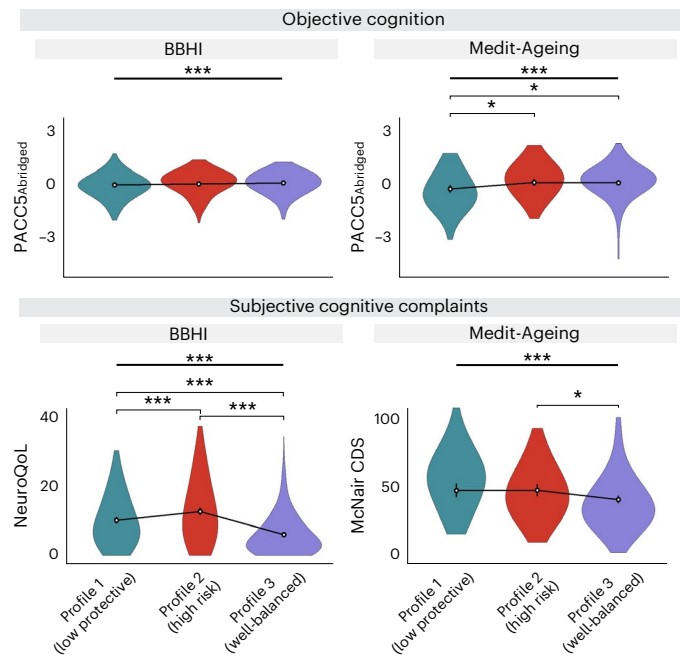 Objective cognition
BBHI
Medit-Ageing
***
***
*
*
3
0
−3
PACC5Abridged
3
0
−3
PACC5Abridged
Subjective cognitive complaints
BBHI
Medit-Ageing
***
***
***
***
***
*
40
20
0
NeuroQoL
100
50
0
McNair CDS
Profile 1
(low protective)
Profile 2
(high risk)
Profile 3
(well-balanced)
Profile 1
(low protective)
Profile 2
(high risk)
Profile 3
(well-balanced)